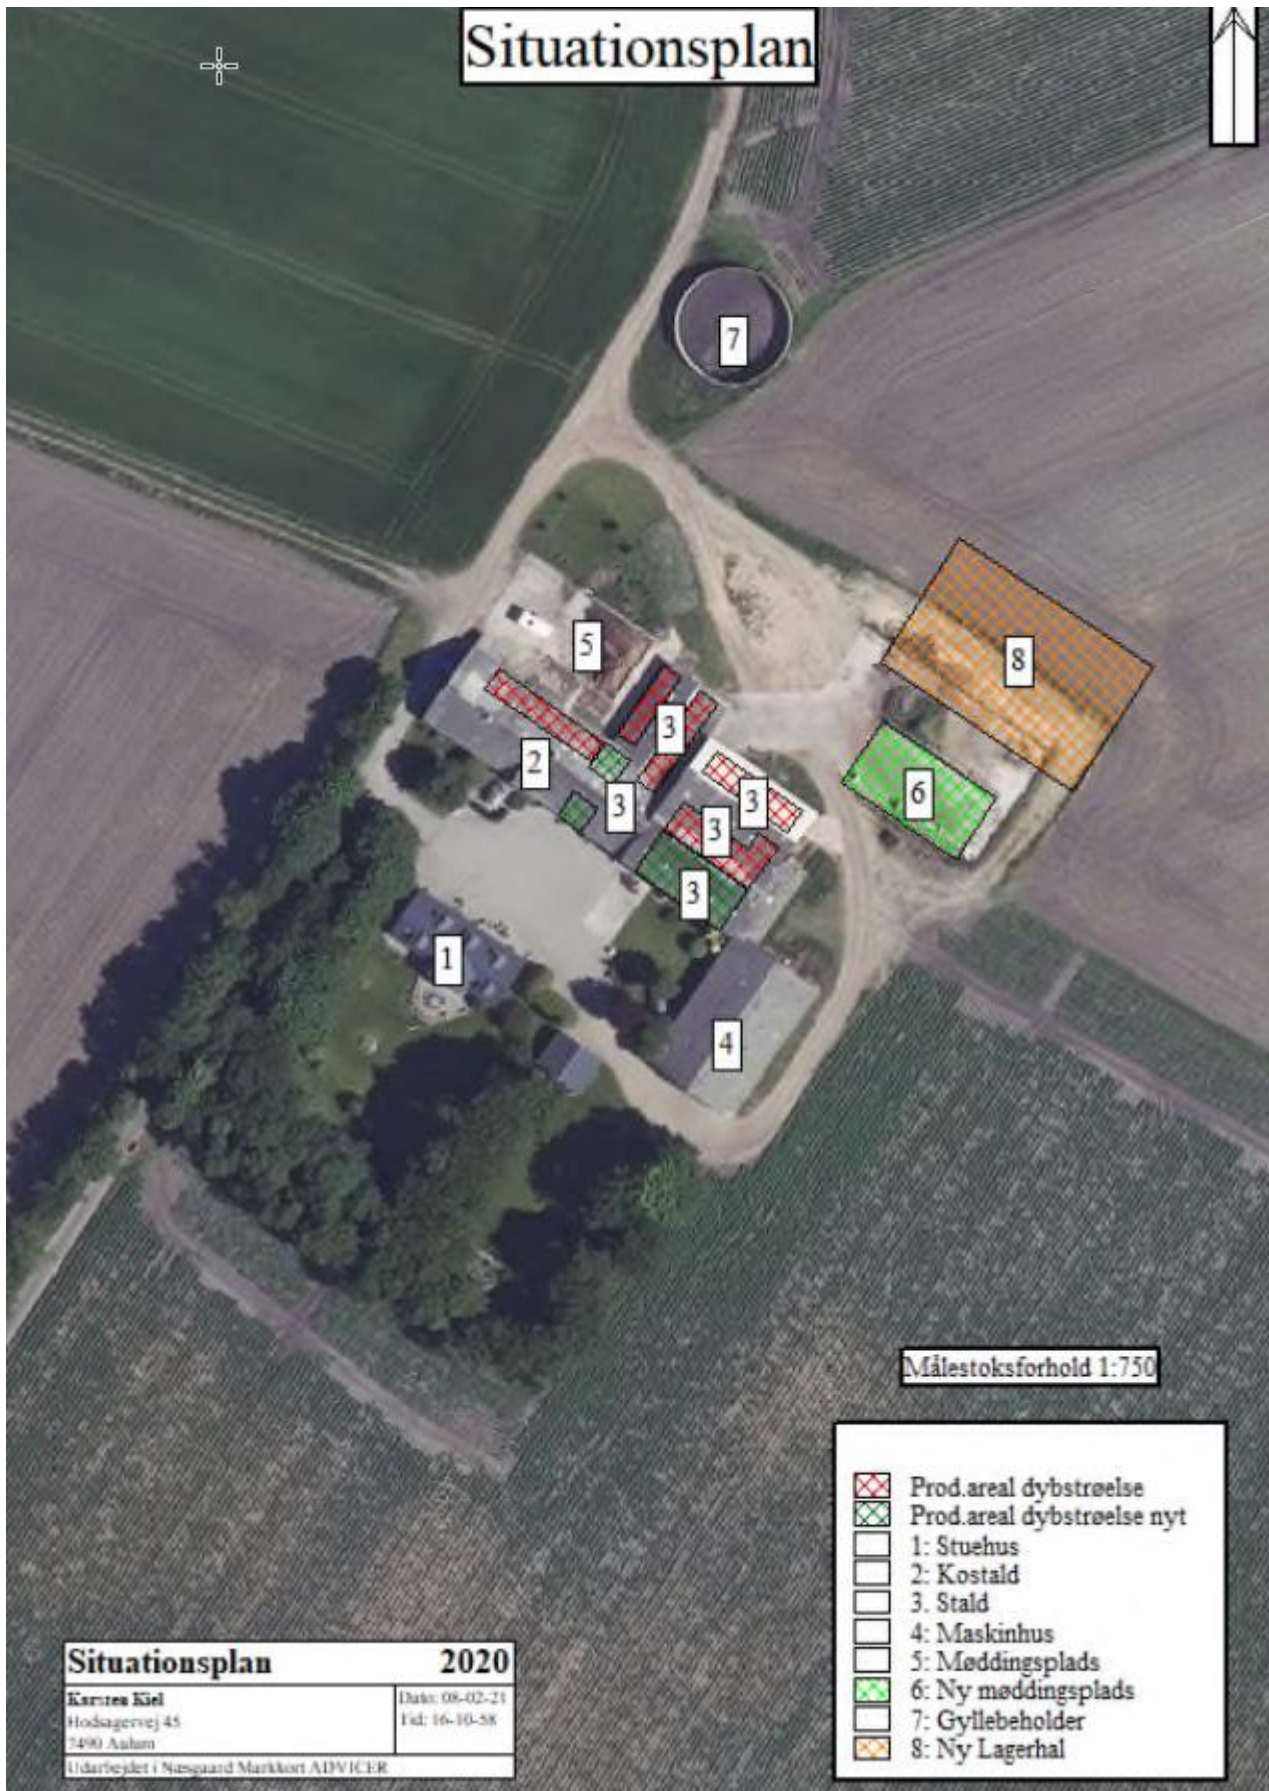 Situationsplan
7
5
8
3
2
3
3
6
3
3
1
4
Målestoksforhold 1:750
Prod.areal dybstrøelse
Prod.areal dybstrøelse nyt
1: Stuehus
2: Kostald
3. Stald
4: Maskinhus
5: Møddingsplads
6: Ny møddingsplads
7: Gyllebeholder
8: Ny Lagerhal
Situationsplan 2020
Karsten Kiel
Hodsagervej 45
7490 Aulum
Dato: 08-02-21
Tid: 16-10-58
Udarbejdet i Næsgaard Markkort ADVICER